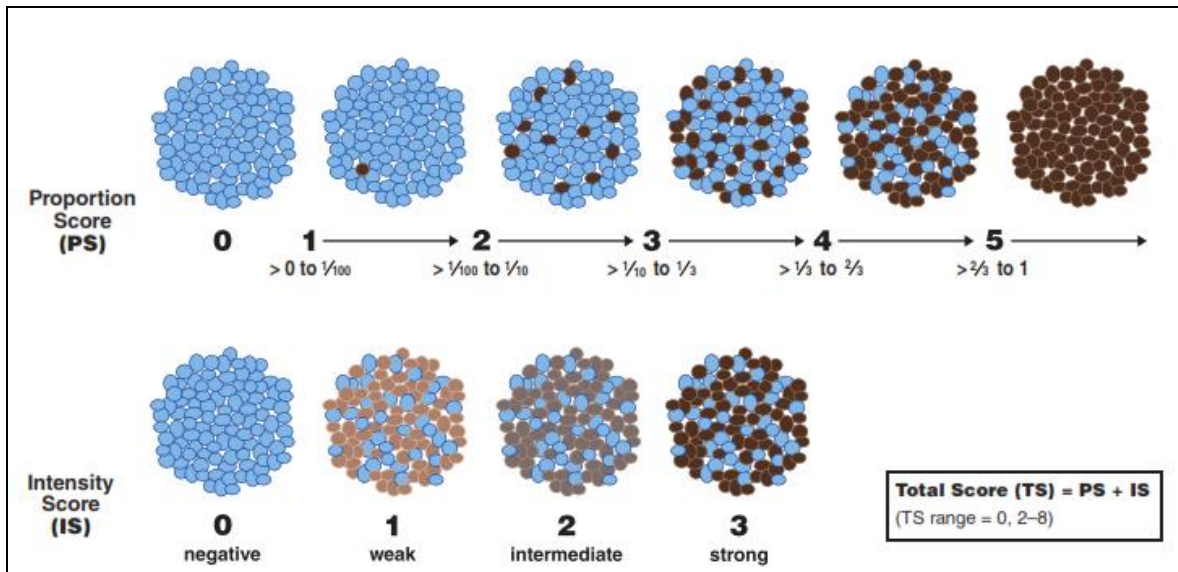 Proportion
Score
(PS)
0 1 2 3 4 5
> 0 to 1/100 > 1/100 to 1/10 > 1/10 to 1/3 > 1/3 to 2/3 > 2/3 to 1
Intensity
Score
(IS)
0 1 2 3
negative weak intermediate strong
Total Score (TS) = PS + IS
(TS range = 0, 2–8)